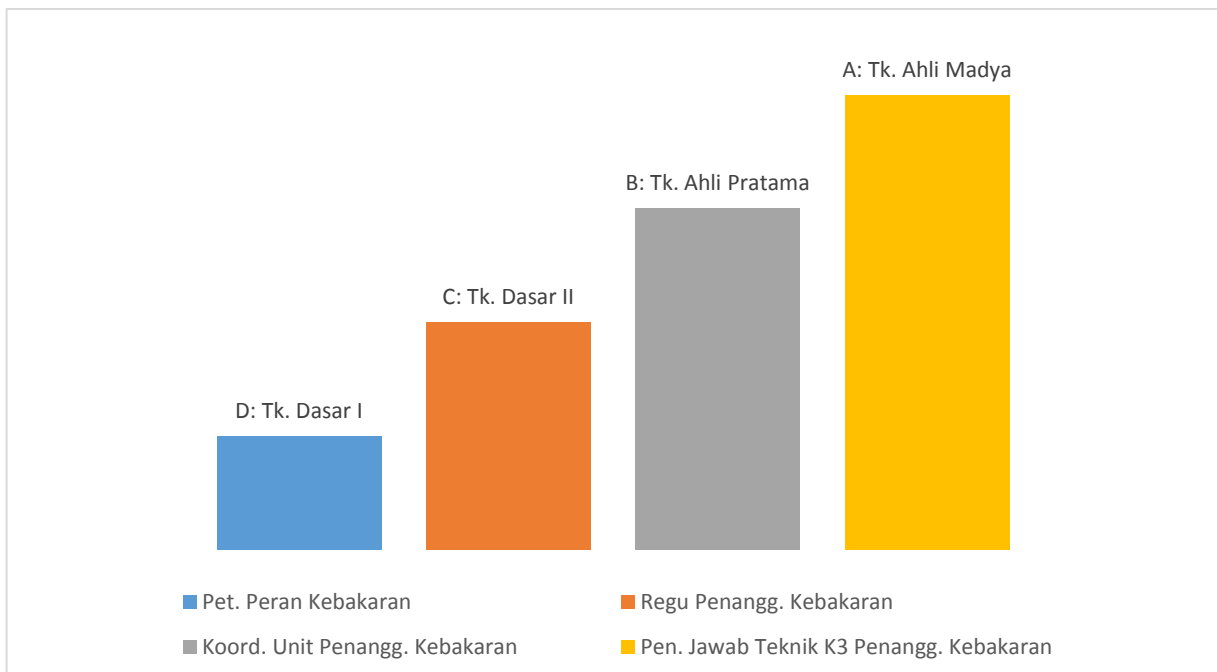 A: Tk. Ahli Madya
B: Tk. Ahli Pratama
C: Tk. Dasar II
D: Tk. Dasar I
Pet. Peran Kebakaran
Regu Penangg. Kebakaran
Koord. Unit Penangg. Kebakaran
Pen. Jawab Teknik K3 Penangg. Kebakaran